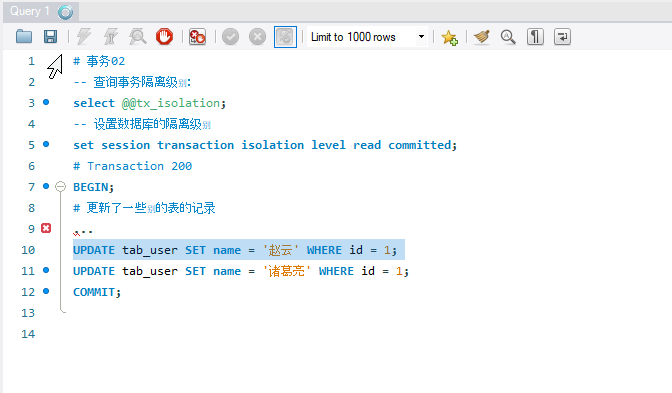 Query 1
Limit to 1000 rows
1 # 事务02
2 -- 查询事务隔离级别：
3 select @@tx_isolation;
4 -- 设置数据库的隔离级别
5 set session transaction isolation level read committed;
6 # Transaction 200
7 BEGIN;
8 # 更新了一些别的表的记录
9 ...
10 UPDATE tab_user SET name = '赵云' WHERE id = 1;
11 UPDATE tab_user SET name = '诸葛亮' WHERE id = 1;
12 COMMIT;
13
14